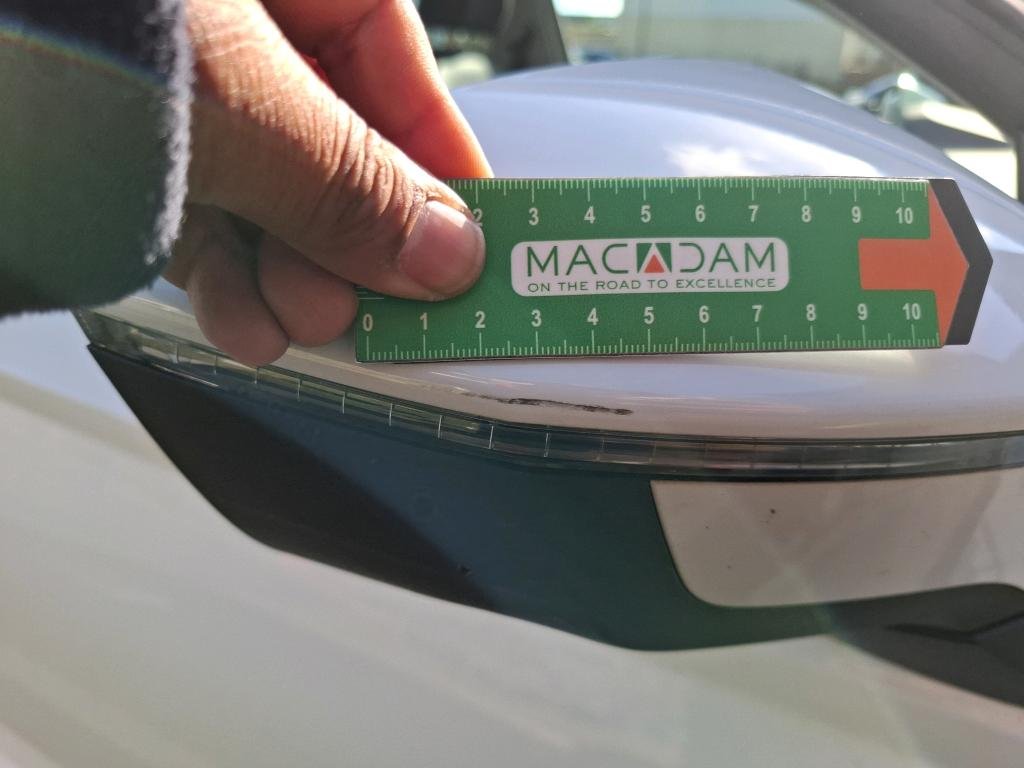 2 3 4 5 6 7 8 9 10
MACADAM
ON THE ROAD TO EXCELLENCE
0 1 2 3 4 5 6 7 8 9 10